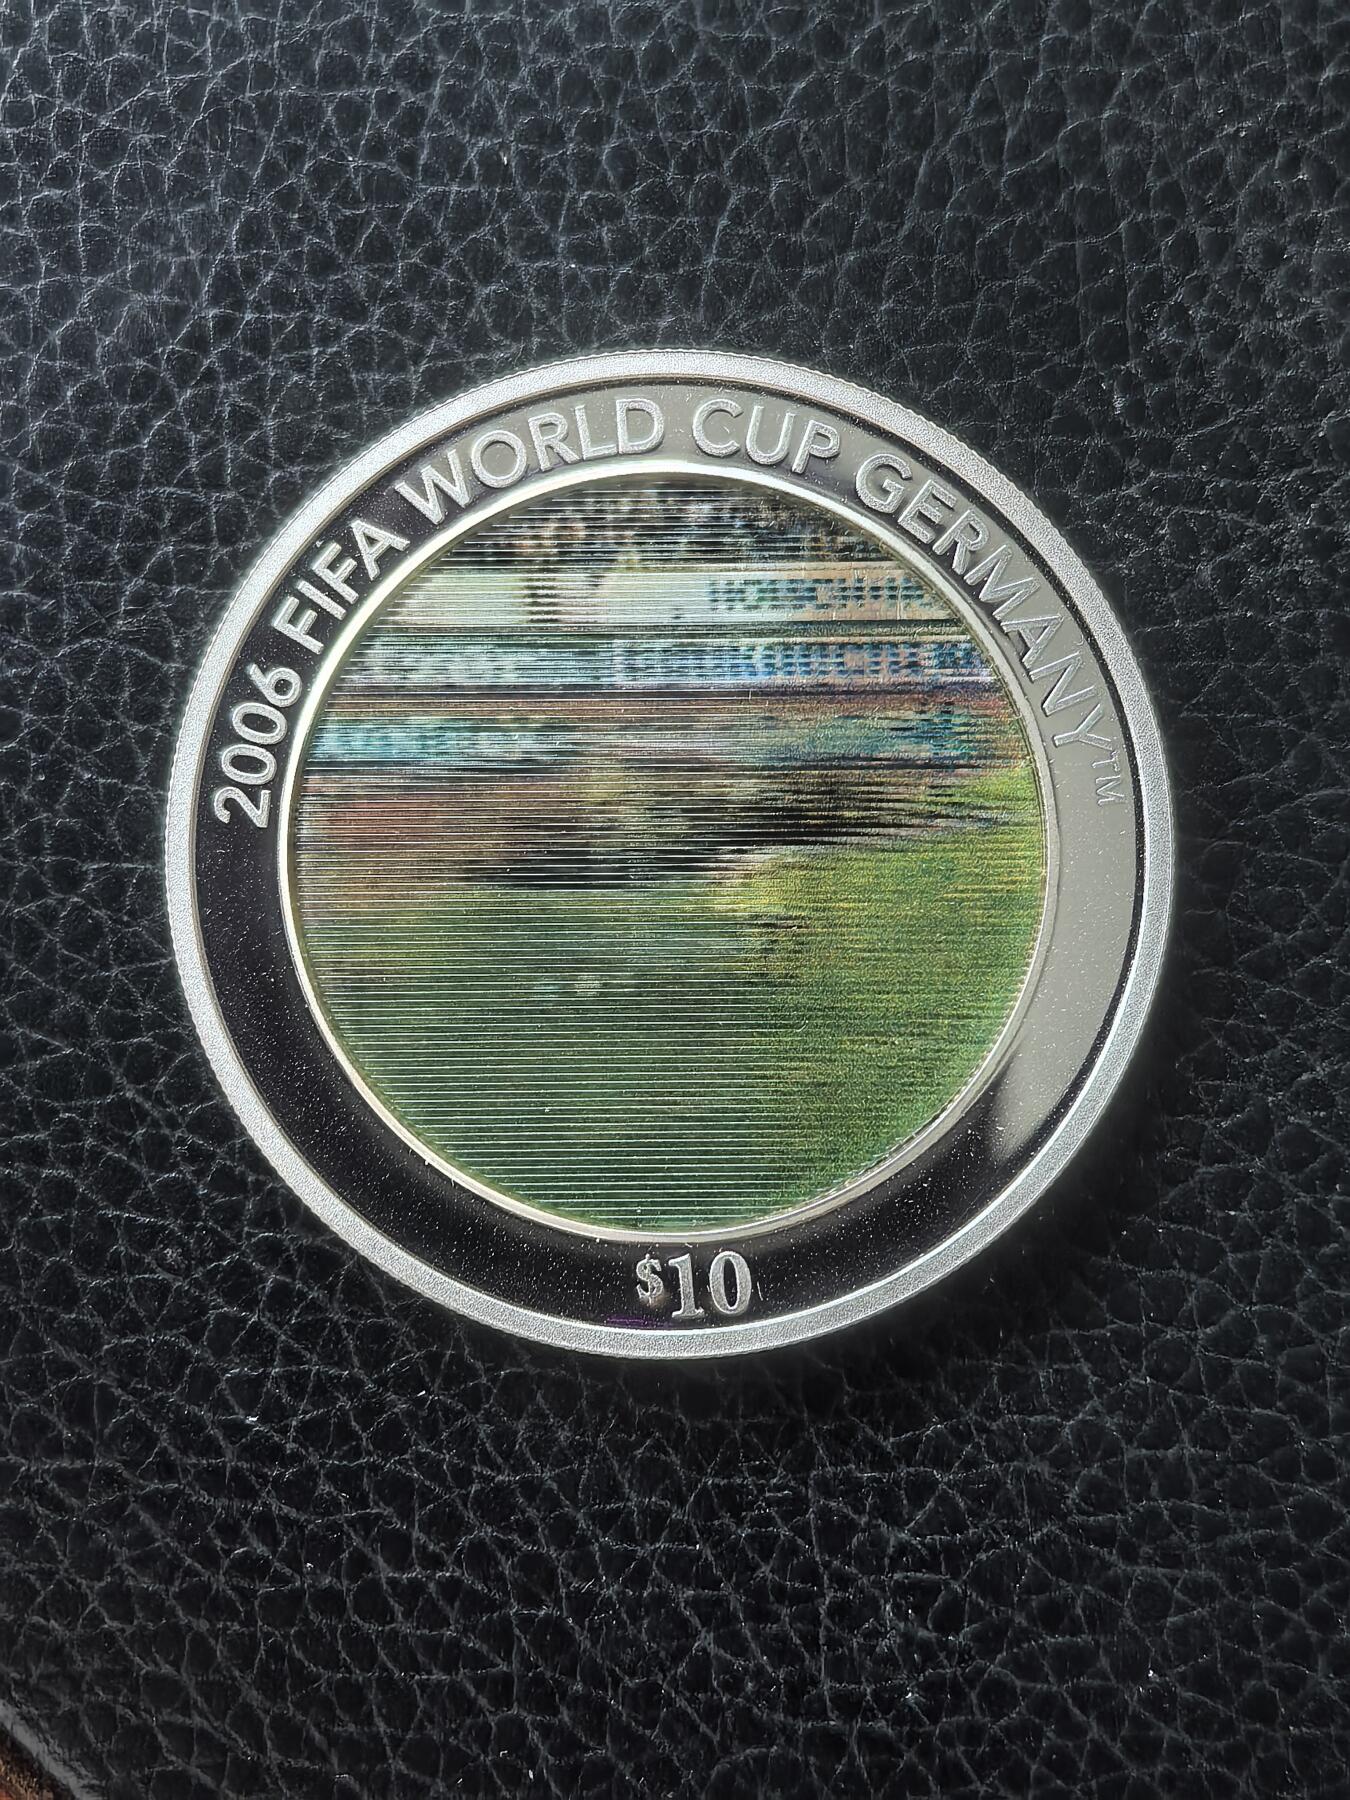 2006 FIFA WORLD CUP GERMANY™
$10